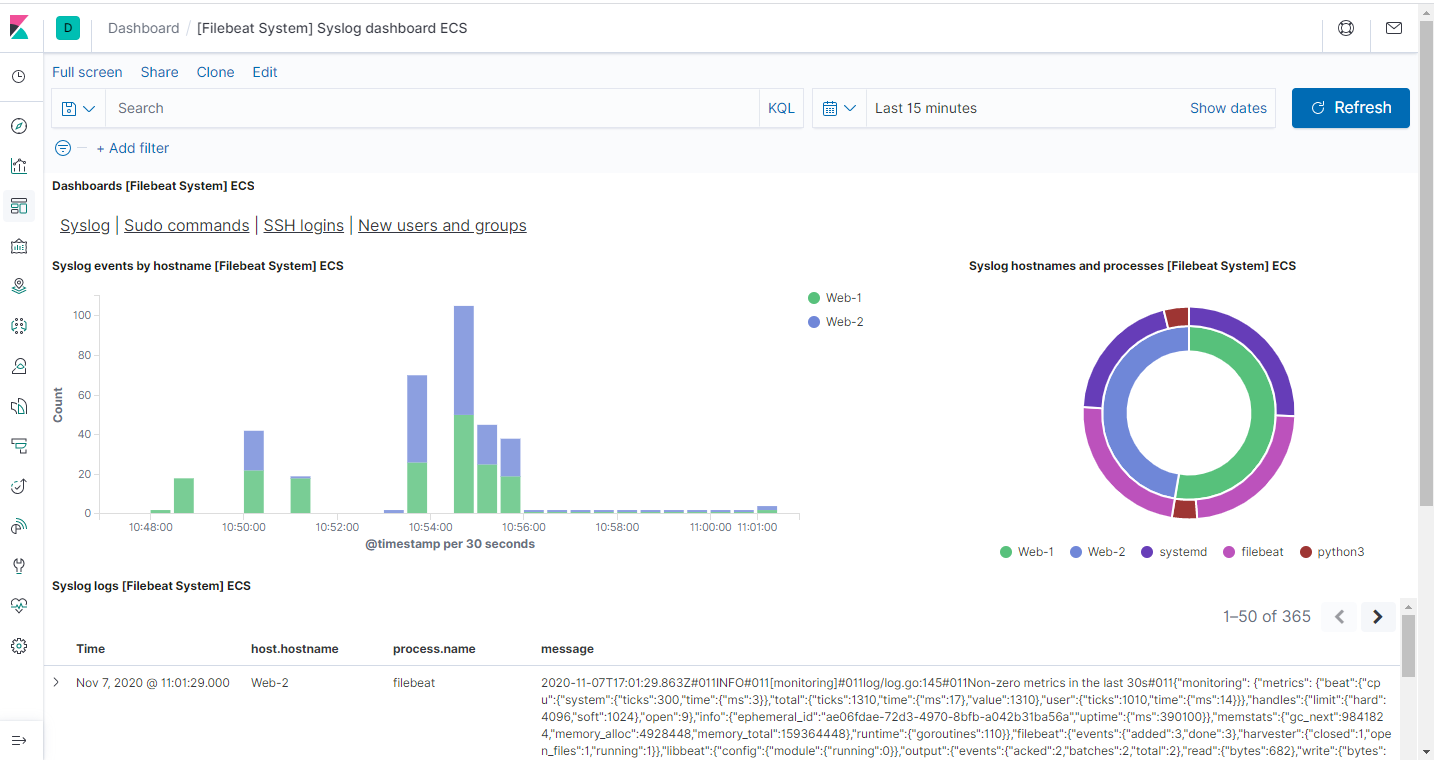 D Dashboard / [Filebeat System] Syslog dashboard ECS
Full screen Share Clone Edit
Search KQL Last 15 minutes Show dates Refresh
+ Add filter
Dashboards [Filebeat System] ECS
Syslog | Sudo commands | SSH logins | New users and groups
Syslog events by hostname [Filebeat System] ECS
100
80
60
40
20
0
Count
10:48:00 10:50:00 10:52:00 10:54:00 10:56:00 10:58:00 11:00:00 11:01:00
@timestamp per 30 seconds
Web-1
Web-2
Syslog hostnames and processes [Filebeat System] ECS
Web-1 Web-2 systemd filebeat python3
Syslog logs [Filebeat System] ECS
1–50 of 365
Time host.hostname process.name message
Nov 7, 2020 @ 11:01:29.000 Web-2 filebeat 2020-11-07T17:01:29.863Z#011INFO#011[monitoring]#011log/log.go:145#011Non-zero metrics in the last 30s#011{"monitoring": {"metrics": {"beat":{"cp
u":{"system":{"ticks":300,"time":{"ms":3}},"total":{"ticks":1310,"time":{"ms":17},"value":1310},"user":{"ticks":1010,"time":{"ms":14}}},"handles":{"limit":{"hard":
4096,"soft":1024},"open":9},"info":{"ephemeral_id":"ae06fdae-72d3-4970-8bfb-a042b31ba56a","uptime":{"ms":390100}},"memstats":{"gc_next":984182
4,"memory_alloc":4928448,"memory_total":159364448},"runtime":{"goroutines":110}},"filebeat":{"events":{"added":3,"done":3},"harvester":{"closed":1,"ope
n_files":1,"running":1}},"libbeat":{"config":{"module":{"running":0}},"output":{"events":{"acked":2,"batches":2,"total":2},"read":{"bytes":682},"write":{"bytes":